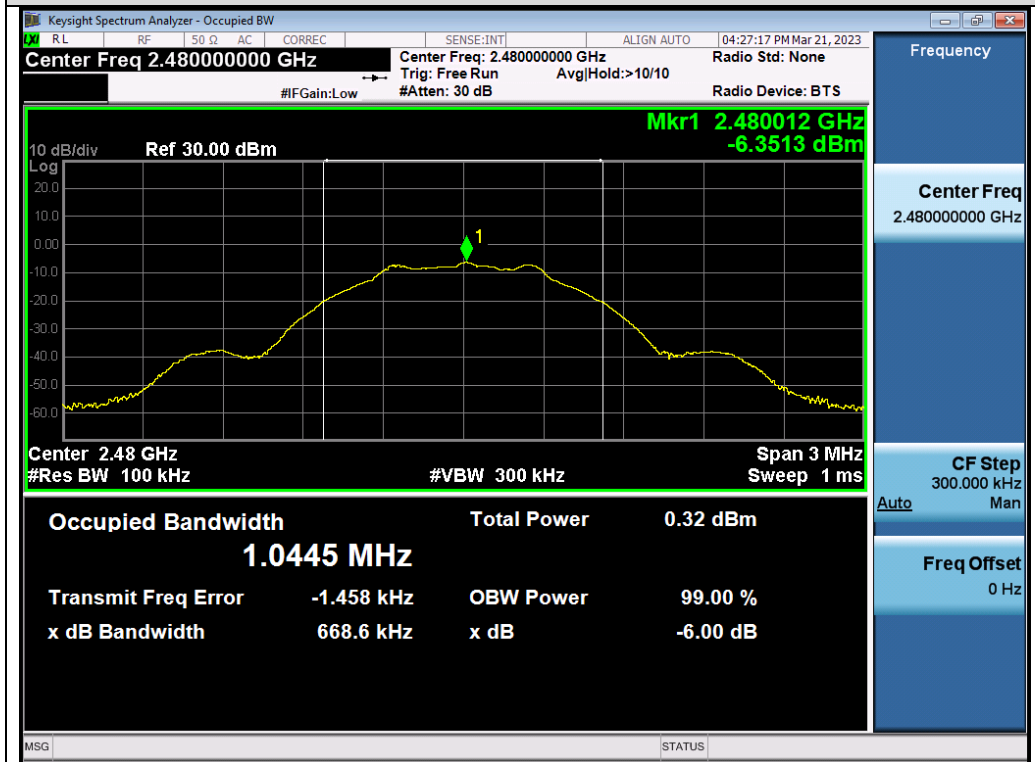 Keysight Spectrum Analyzer - Occupied BW
LXI RL RF 50 Ω AC CORREC SENSE:INT ALIGN AUTO 04:27:17 PM Mar 21, 2023
Center Freq 2.480000000 GHz
Center Freq: 2.480000000 GHz Radio Std: None
Trig: Free Run Avg|Hold:>10/10
#IFGain:Low #Atten: 30 dB Radio Device: BTS
Frequency
Mkr1 2.480012 GHz
-6.3513 dBm
10 dB/div Ref 30.00 dBm
Log
20.0
10.0
0.00
1
-10.0
-20.0
-30.0
-40.0
-50.0
-60.0
Center 2.48 GHz Span 3 MHz
#Res BW 100 kHz #VBW 300 kHz Sweep 1 ms
Occupied Bandwidth Total Power 0.32 dBm
1.0445 MHz
Transmit Freq Error -1.458 kHz OBW Power 99.00 %
x dB Bandwidth 668.6 kHz x dB -6.00 dB
Center Freq
2.480000000 GHz
CF Step
300.000 kHz
Auto Man
Freq Offset
0 Hz
MSG STATUS